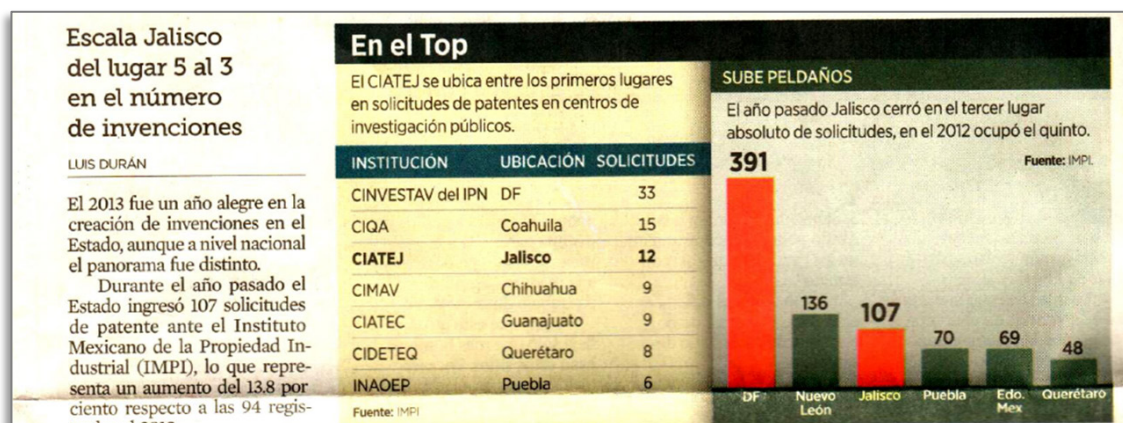 Escala Jalisco
del lugar 5 al 3
en el número
de invenciones
LUIS DURÁN
El 2013 fue un año alegre en la
creación de invenciones en el
Estado, aunque a nivel nacional
el panorama fue distinto.
Durante el año pasado el
Estado ingresó 107 solicitudes
de patente ante el Instituto
Mexicano de la Propiedad In-
dustrial (IMPI), lo que repre-
senta un aumento del 13.8 por
ciento respecto a las 94 regis-
En el Top
El CIATEJ se ubica entre los primeros lugares
en solicitudes de patentes en centros de
investigación públicos.
INSTITUCIÓN UBICACIÓN SOLICITUDES
CINVESTAV del IPN DF 33
CIQA Coahuila 15
CIATEJ Jalisco 12
CIMAV Chihuahua 9
CIATEC Guanajuato 9
CIDETEQ Querétaro 8
INAOEP Puebla 6
Fuente: IMPI
SUBE PELDAÑOS
El año pasado Jalisco cerró en el tercer lugar
absoluto de solicitudes, en el 2012 ocupó el quinto.
Fuente: IMPI.
391
136
107
70
69
48
DF
Nuevo
León
Jalisco
Puebla
Edo.
Mex
Querétaro